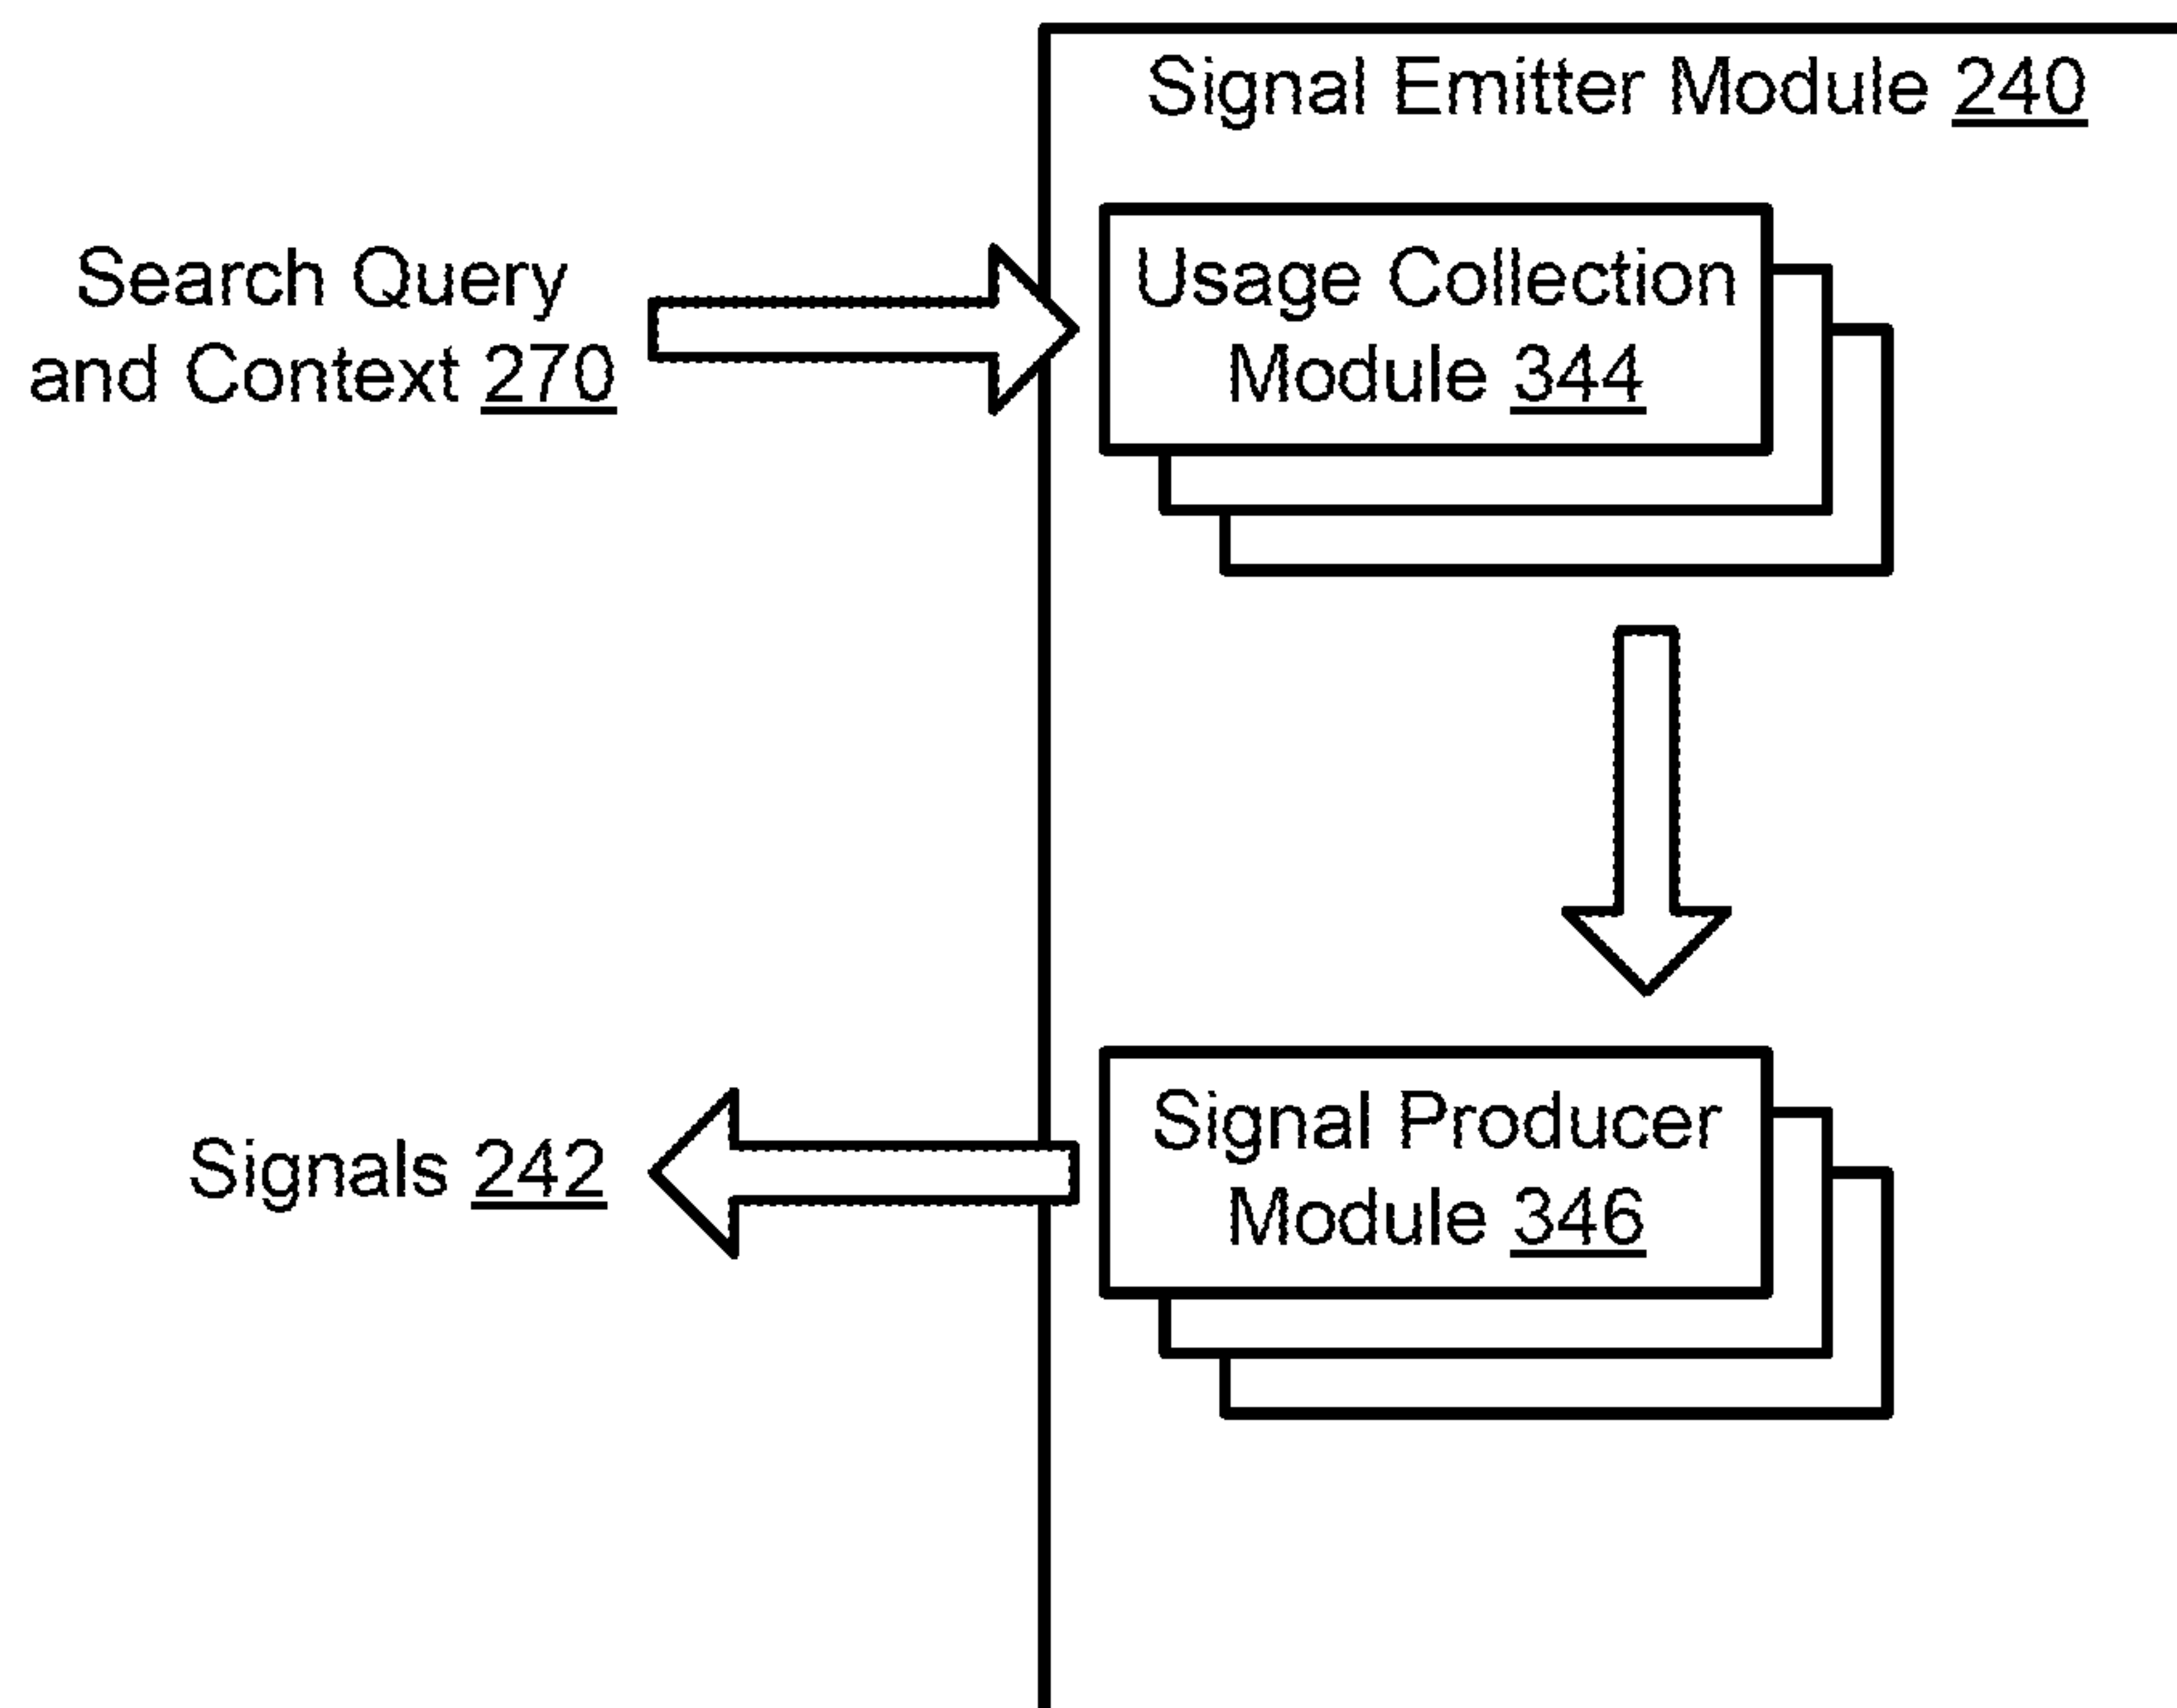 Signal Emitter Module 240
Search Query
and Context 270
Usage Collection
Module 344
Signals 242
Signal Producer
Module 346